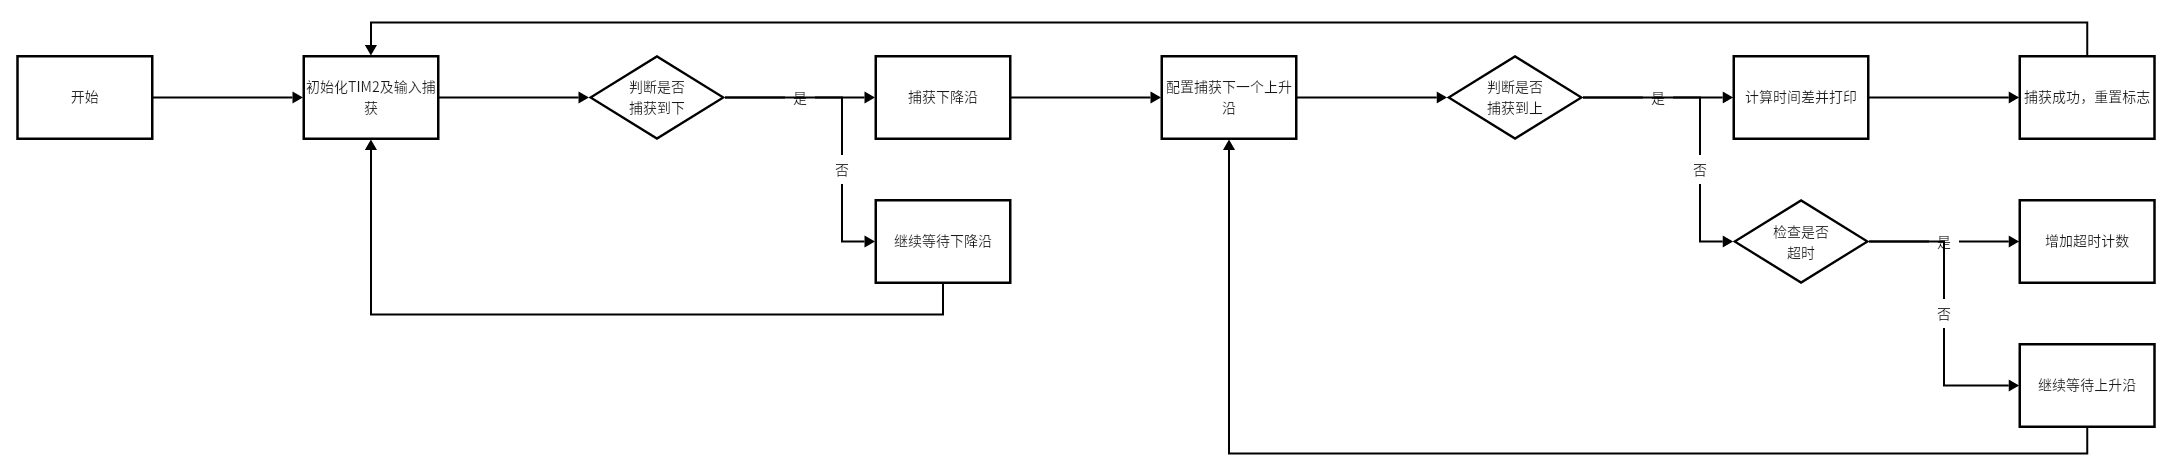 开始
初始化TIM2及输入捕
获
判断是否
捕获到下
是
否
捕获下降沿
继续等待下降沿
配置捕获下一个上升
沿
判断是否
捕获到上
是
否
计算时间差并打印
捕获成功，重置标志
检查是否
超时
是
否
增加超时计数
继续等待上升沿